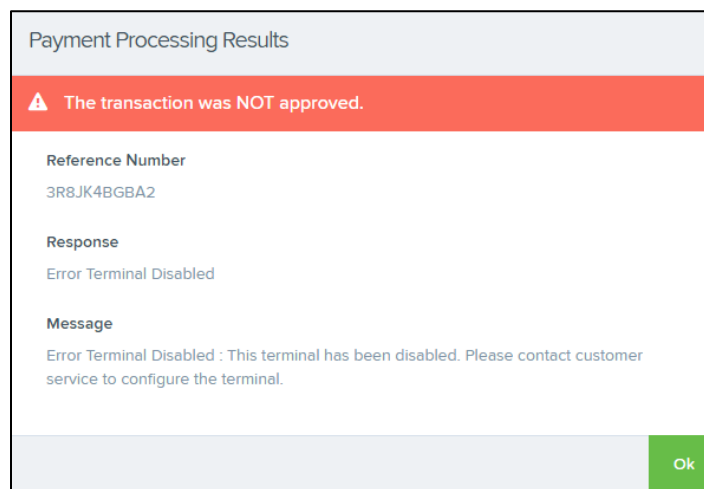 Payment Processing Results
The transaction was NOT approved.
Reference Number
3R8JK4BGBA2
Response
Error Terminal Disabled
Message
Error Terminal Disabled : This terminal has been disabled. Please contact customer
service to configure the terminal.
Ok